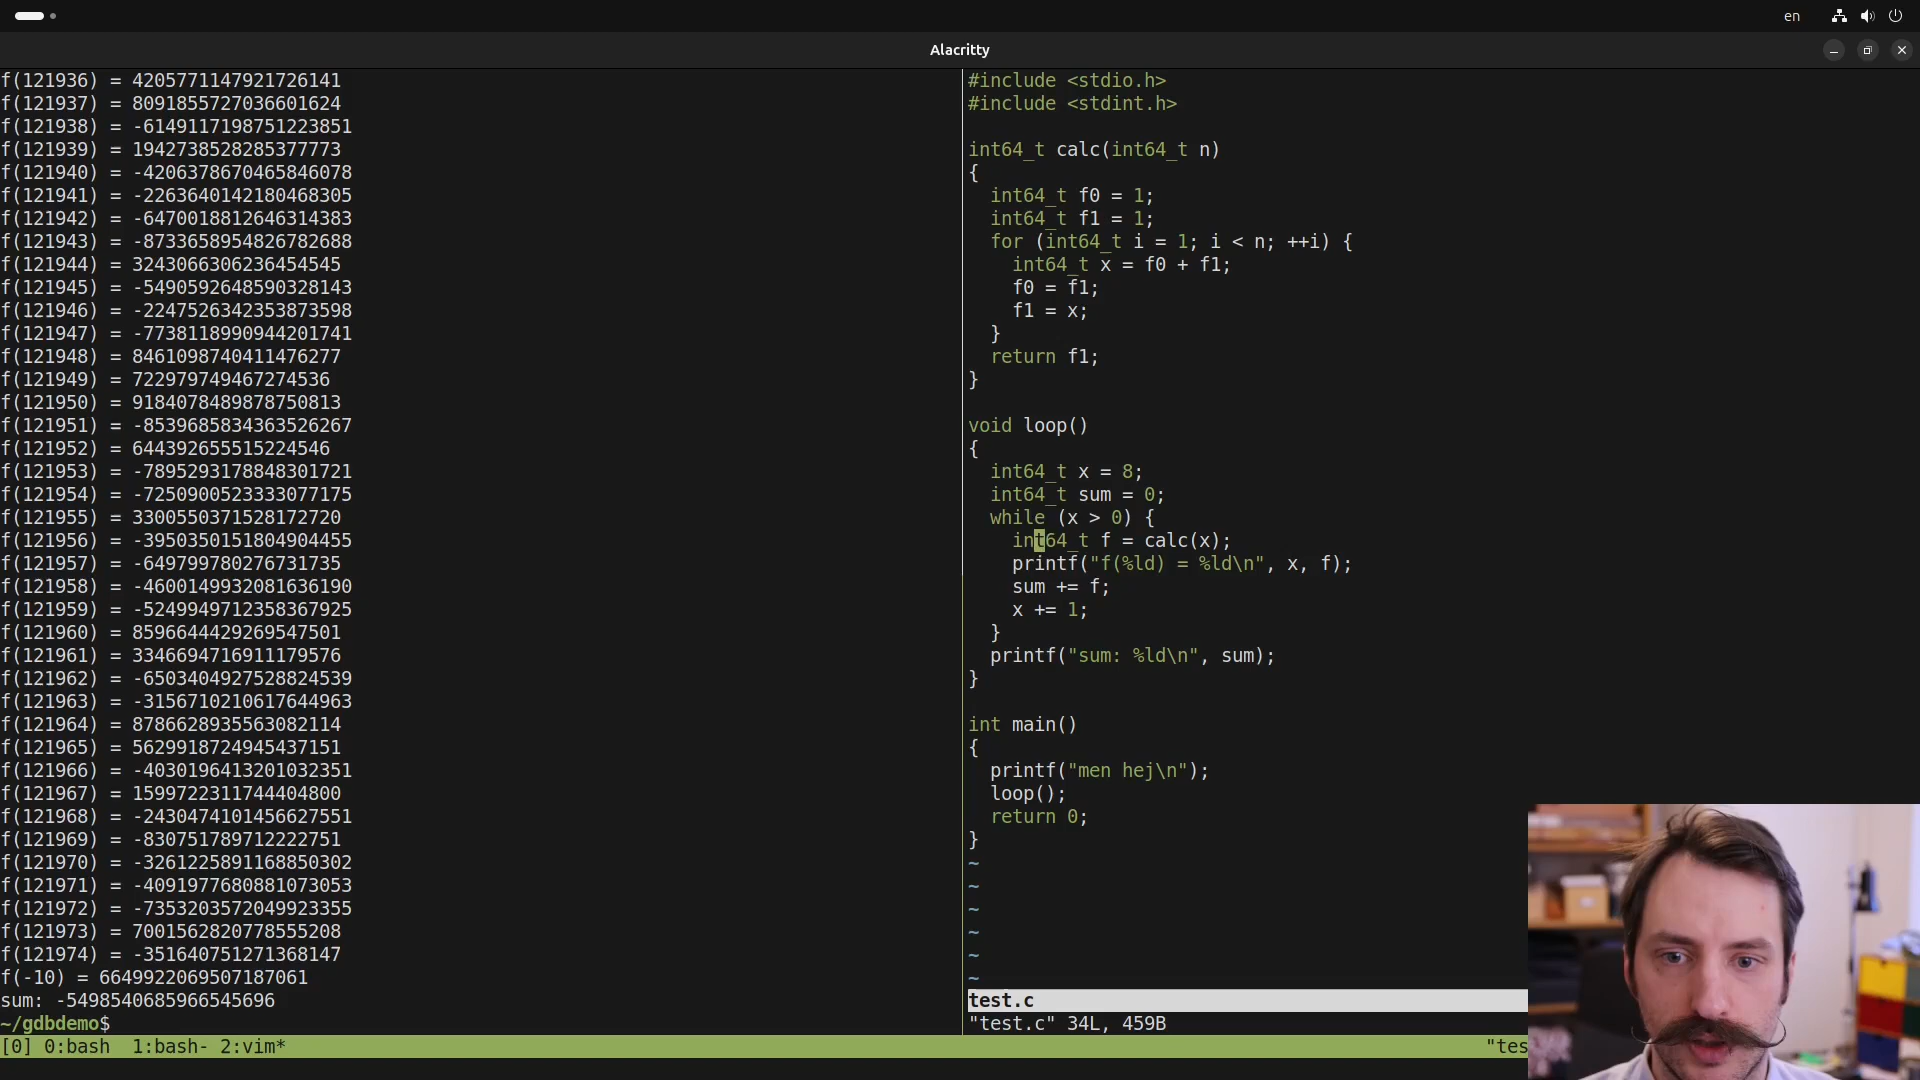 en
Alacritty
f(121936) = 4205771147921726141
f(121937) = 8091855727036601624
f(121938) = -6149117198751223851
f(121939) = 1942738528285377773
f(121940) = -4206378670465846078
f(121941) = -2263640142180468305
f(121942) = -6470018812646314383
f(121943) = -8733658954826782688
f(121944) = 3243066306236454545
f(121945) = -5490592648590328143
f(121946) = -2247526342353873598
f(121947) = -7738118990944201741
f(121948) = 8461098740411476277
f(121949) = 722979749467274536
f(121950) = 9184078489878750813
f(121951) = -8539685834363526267
f(121952) = 644392655515224546
f(121953) = -7895293178848301721
f(121954) = -7250900523333077175
f(121955) = 3300550371528172720
f(121956) = -3950350151804904455
f(121957) = -649799780276731735
f(121958) = -4600149932081636190
f(121959) = -5249949712358367925
f(121960) = 8596644429269547501
f(121961) = 3346694716911179576
f(121962) = -6503404927528824539
f(121963) = -3156710210617644963
f(121964) = 8786628935563082114
f(121965) = 5629918724945437151
f(121966) = -4030196413201032351
f(121967) = 1599722311744404800
f(121968) = -2430474101456627551
f(121969) = -830751789712222751
f(121970) = -3261225891168850302
f(121971) = -4091977680881073053
f(121972) = -7353203572049923355
f(121973) = 7001562820778555208
f(121974) = -351640751271368147
f(-10) = 6649922069507187061
sum: -5498540685966545696
~/gdbdemo$
#include <stdio.h>
#include <stdint.h>
int64_t calc(int64_t n)
{
int64_t f0 = 1;
int64_t f1 = 1;
for (int64_t i = 1; i < n; ++i) {
int64_t x = f0 + f1;
f0 = f1;
f1 = x;
}
return f1;
}
void loop()
{
int64_t x = 8;
int64_t sum = 0;
while (x > 0) {
int64_t f = calc(x);
printf("f(%ld) = %ld\n", x, f);
sum += f;
x += 1;
}
printf("sum: %ld\n", sum);
}
int main()
{
printf("men hej\n");
loop();
return 0;
}
~
~
~
~
~
~
test.c
"test.c" 34L, 459B
[0] 0:bash 1:bash- 2:vim* "tes